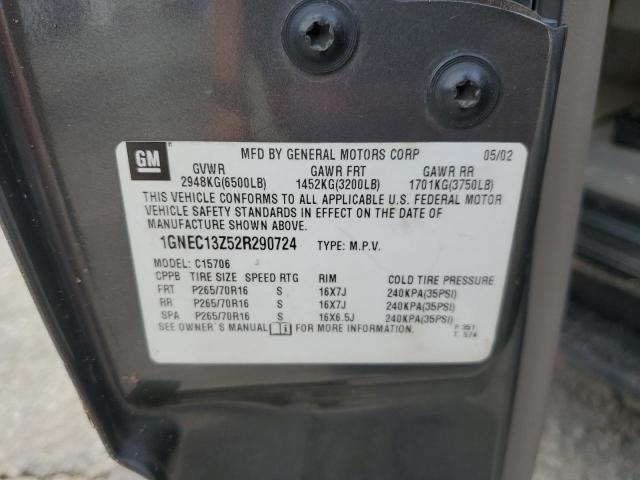 GM MFD BY GENERAL MOTORS CORP 05/02
GVWR GAWR FRT GAWR RR
2948KG(6500LB) 1452KG(3200LB) 1701KG(3750LB)
THIS VEHICLE CONFORMS TO ALL APPLICABLE U.S. FEDERAL MOTOR
VEHICLE SAFETY STANDARDS IN EFFECT ON THE DATE OF
MANUFACTURE SHOWN ABOVE.
1GNEC13Z52R290724 TYPE: M.P.V.
MODEL: C15706
CPPB TIRE SIZE SPEED RTG RIM COLD TIRE PRESSURE
FRT P265/70R16 S 16X7J 240KPA(35PSI)
RR P265/70R16 S 16X7J 240KPA(35PSI)
SPA P265/70R16 S 16X6.5J 240KPA(35PSI)
SEE OWNER'S MANUAL FOR MORE INFORMATION.
F 351
T 574